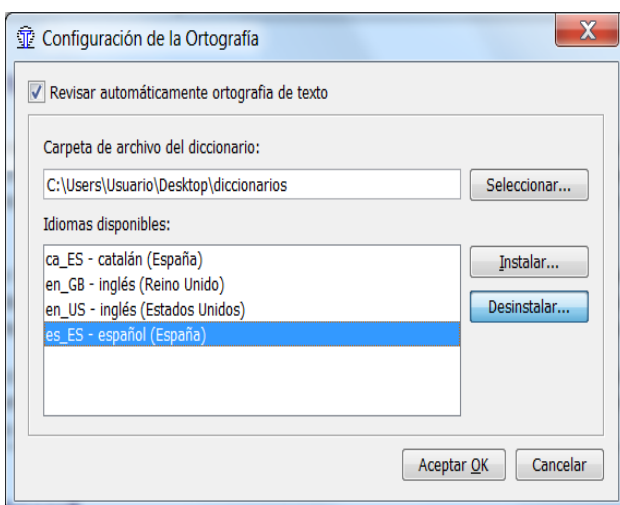 Configuración de la Ortografía
X
Revisar automáticamente ortografia de texto
Carpeta de archivo del diccionario:
C:\Users\Usuario\Desktop\diccionarios
Seleccionar...
Idiomas disponibles:
ca_ES - catalán (España)
en_GB - inglés (Reino Unido)
en_US - inglés (Estados Unidos)
es_ES - español (España)
Instalar...
Desinstalar...
Aceptar OK
Cancelar